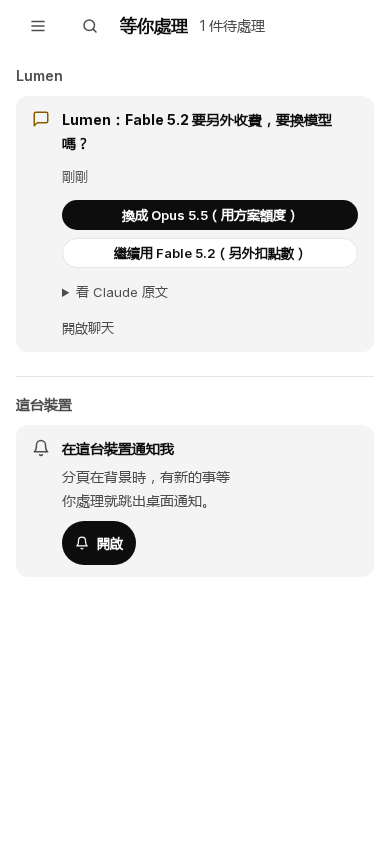 等你處理 1 件待處理
Lumen
Lumen：Fable 5.2 要另外收費，要換模型
嗎？
剛剛
換成 Opus 5.5（用方案額度）
繼續用 Fable 5.2（另外扣點數）
看 Claude 原文
開啟聊天
這台裝置
在這台裝置通知我
分頁在背景時，有新的事等
你處理就跳出桌面通知。
開啟